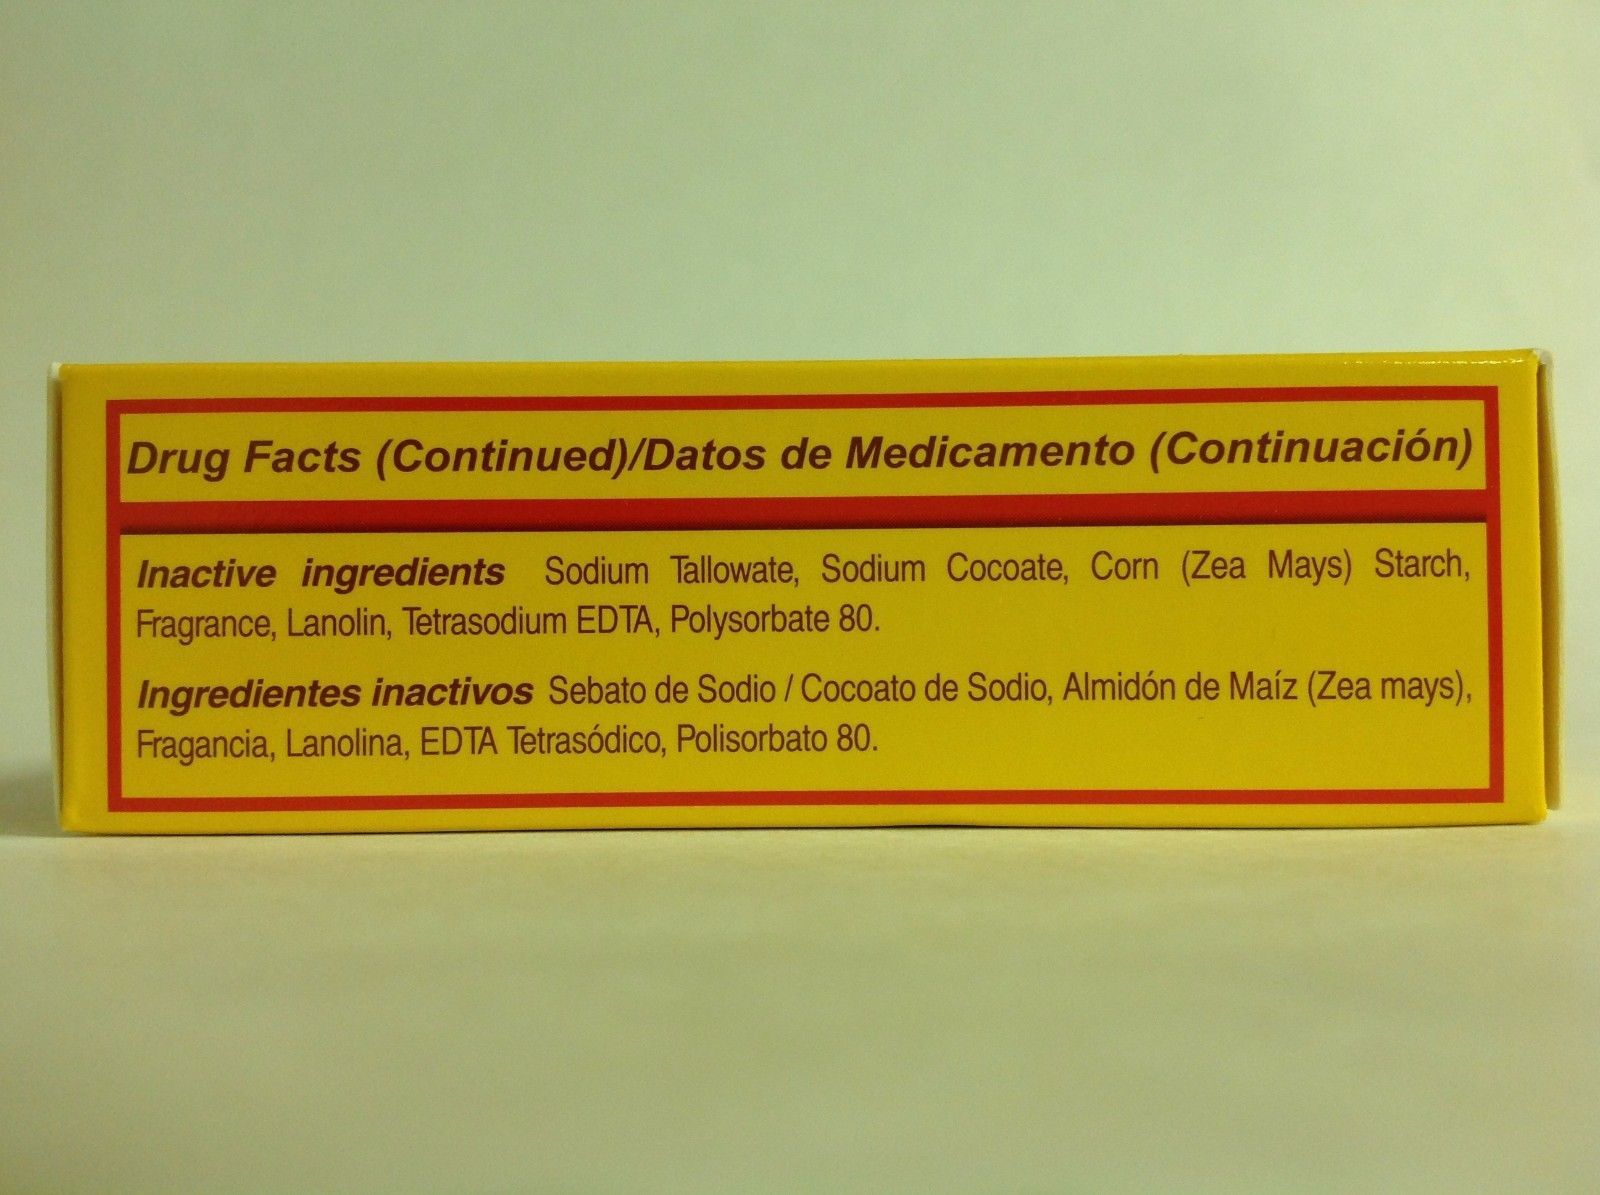 Drug Facts (Continued)/Datos de Medicamento (Continuación)
Inactive ingredients Sodium Tallowate, Sodium Cocoate, Corn (Zea Mays) Starch,
Fragrance, Lanolin, Tetrasodium EDTA, Polysorbate 80.
Ingredientes inactivos Sebato de Sodio / Cocoato de Sodio, Almidón de Maíz (Zea mays),
Fragancia, Lanolina, EDTA Tetrasódico, Polisorbato 80.